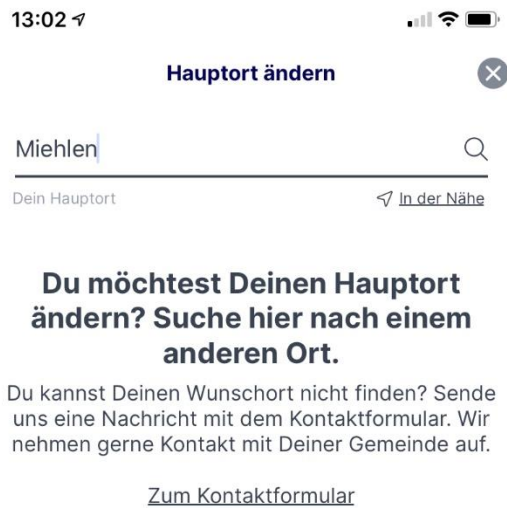 13:02
Hauptort ändern
Miehlen
Dein Hauptort
In der Nähe
Du möchtest Deinen Hauptort
ändern? Suche hier nach einem
anderen Ort.
Du kannst Deinen Wunschort nicht finden? Sende
uns eine Nachricht mit dem Kontaktformular. Wir
nehmen gerne Kontakt mit Deiner Gemeinde auf.
Zum Kontaktformular